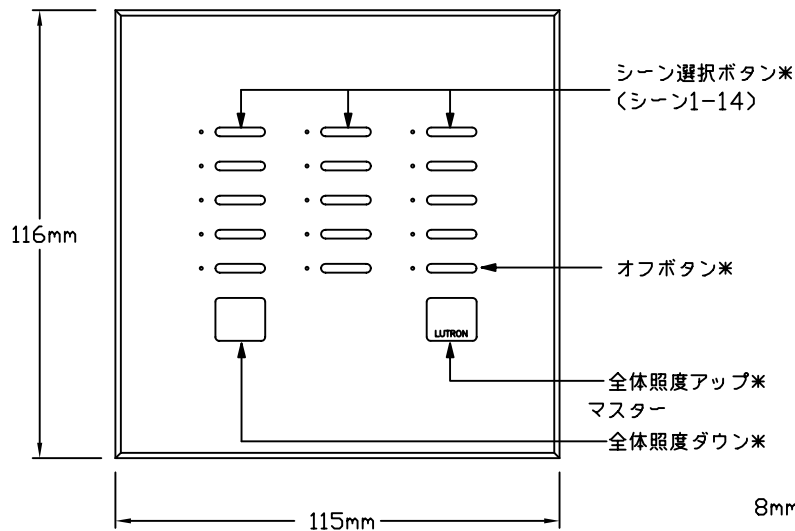 シーン選択ボタン*
(シーン1-14)
116mm
オフボタン*
LUTRON
全体照度アップ*
マスター
全体照度ダウン*
115mm
8mm